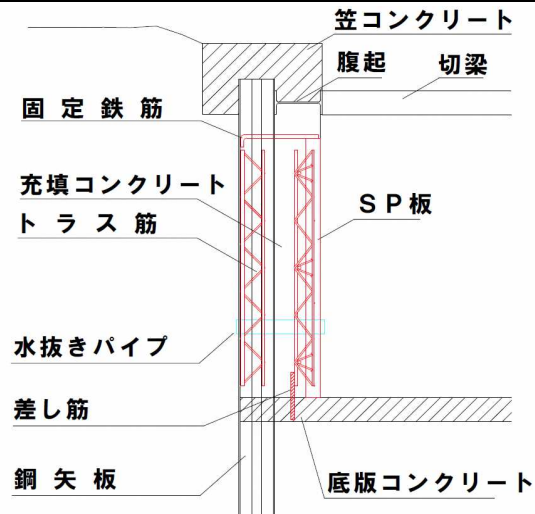 笠コンクリート
腹起
切梁
固定鉄筋
充填コンクリート
トラス筋
SP板
水抜きパイプ
差し筋
鋼矢板
底版コンクリート